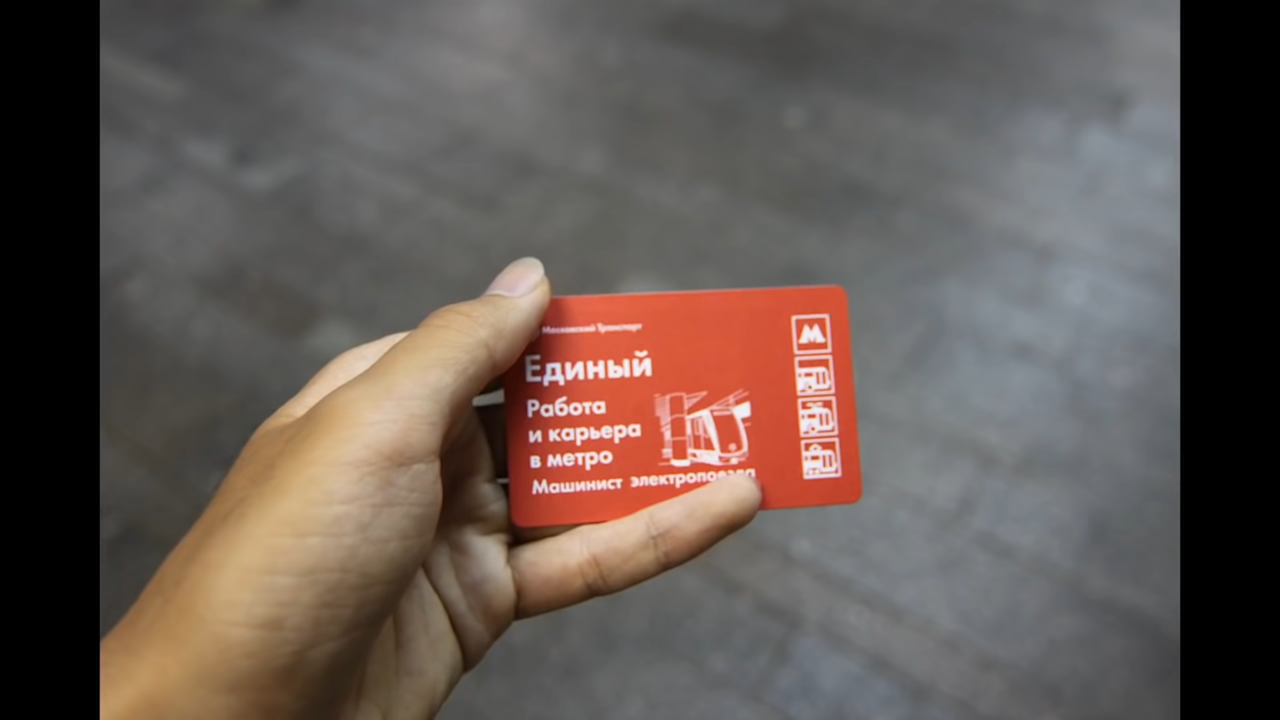 Московский Транспорт
Единый
Работа
и карьера
в метро
Машинист электропоезда
М